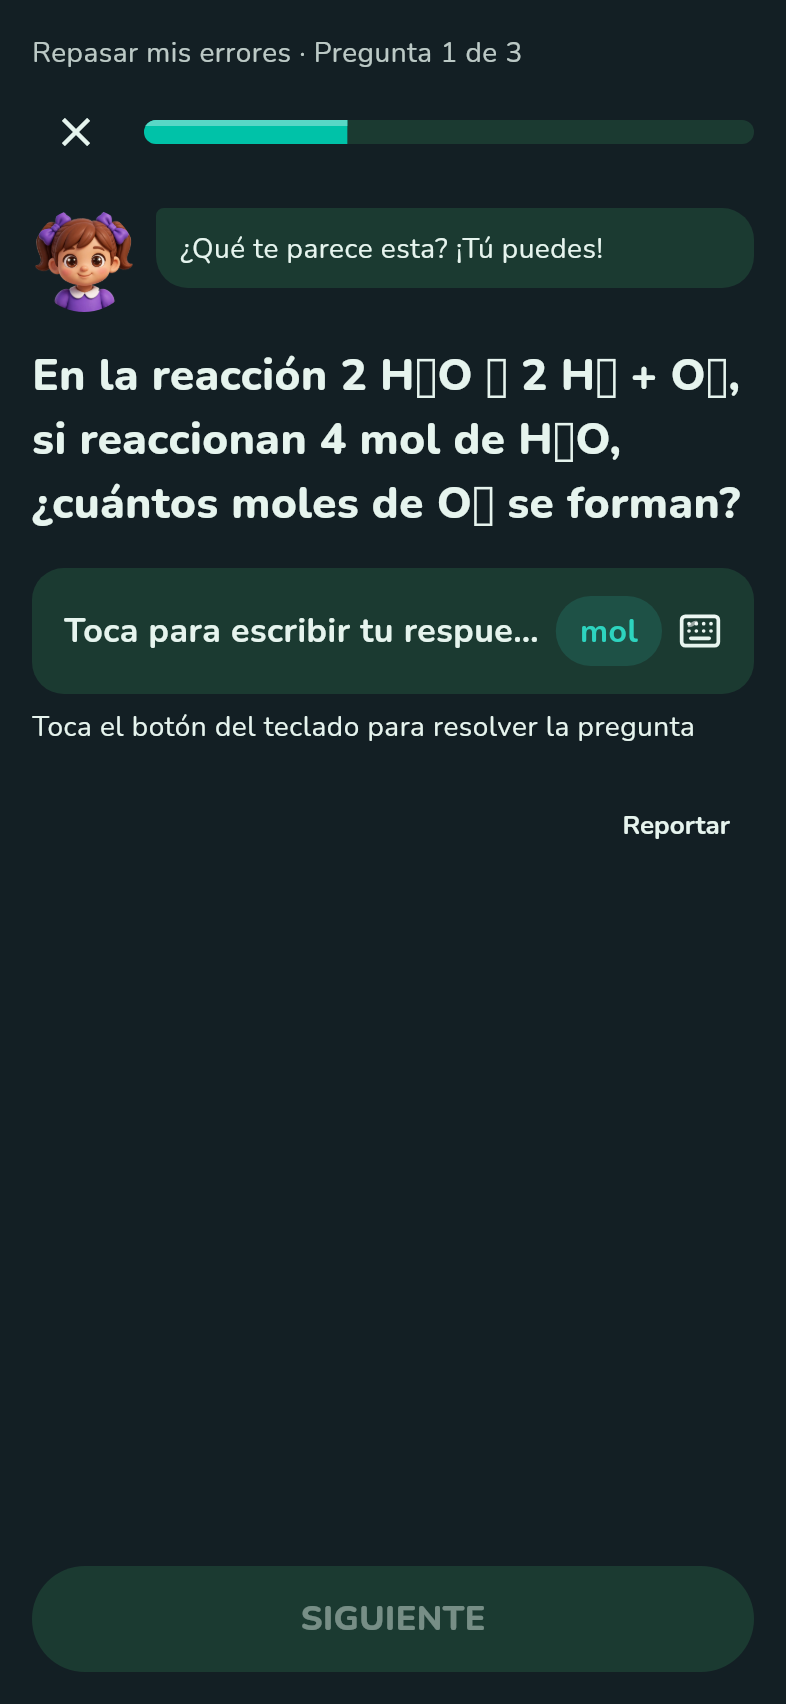 Repasar mis errores · Pregunta 1 de 3
¿Qué te parece esta? ¡Tú puedes!
En la reacción 2 H▯O ▯ 2 H▯ + O▯,
si reaccionan 4 mol de H▯O,
¿cuántos moles de O▯ se forman?
Toca para escribir tu respue... mol
Toca el botón del teclado para resolver la pregunta
Reportar
SIGUIENTE